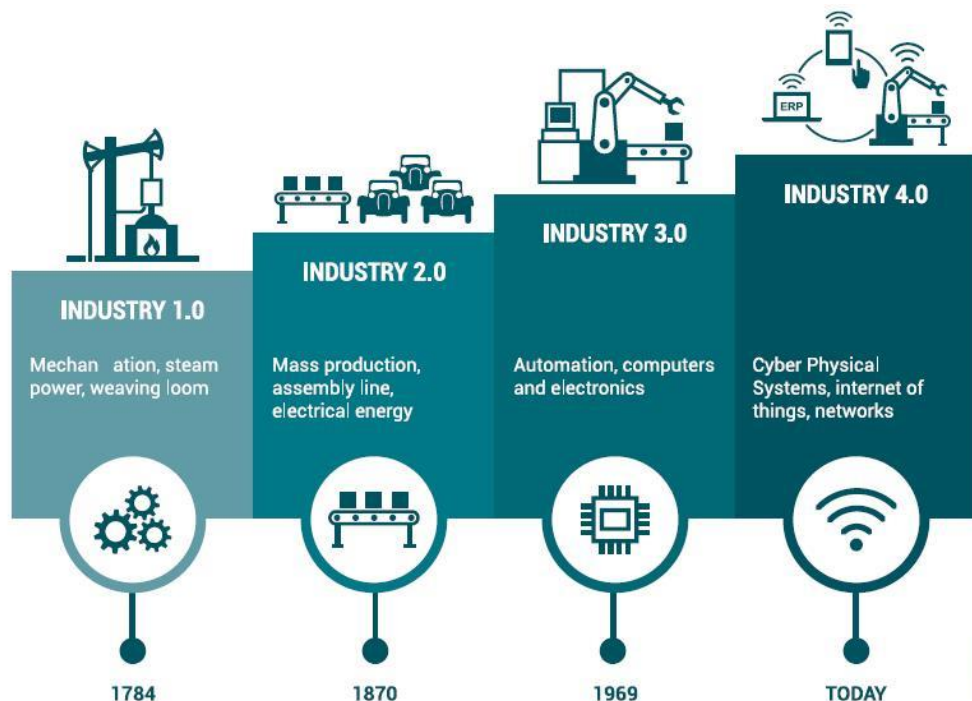 ERP
INDUSTRY 1.0
Mechan ation, steam
power, weaving loom
1784
INDUSTRY 2.0
Mass production,
assembly line,
electrical energy
1870
INDUSTRY 3.0
Automation, computers
and electronics
1969
INDUSTRY 4.0
Cyber Physical
Systems, internet of
things, networks
TODAY